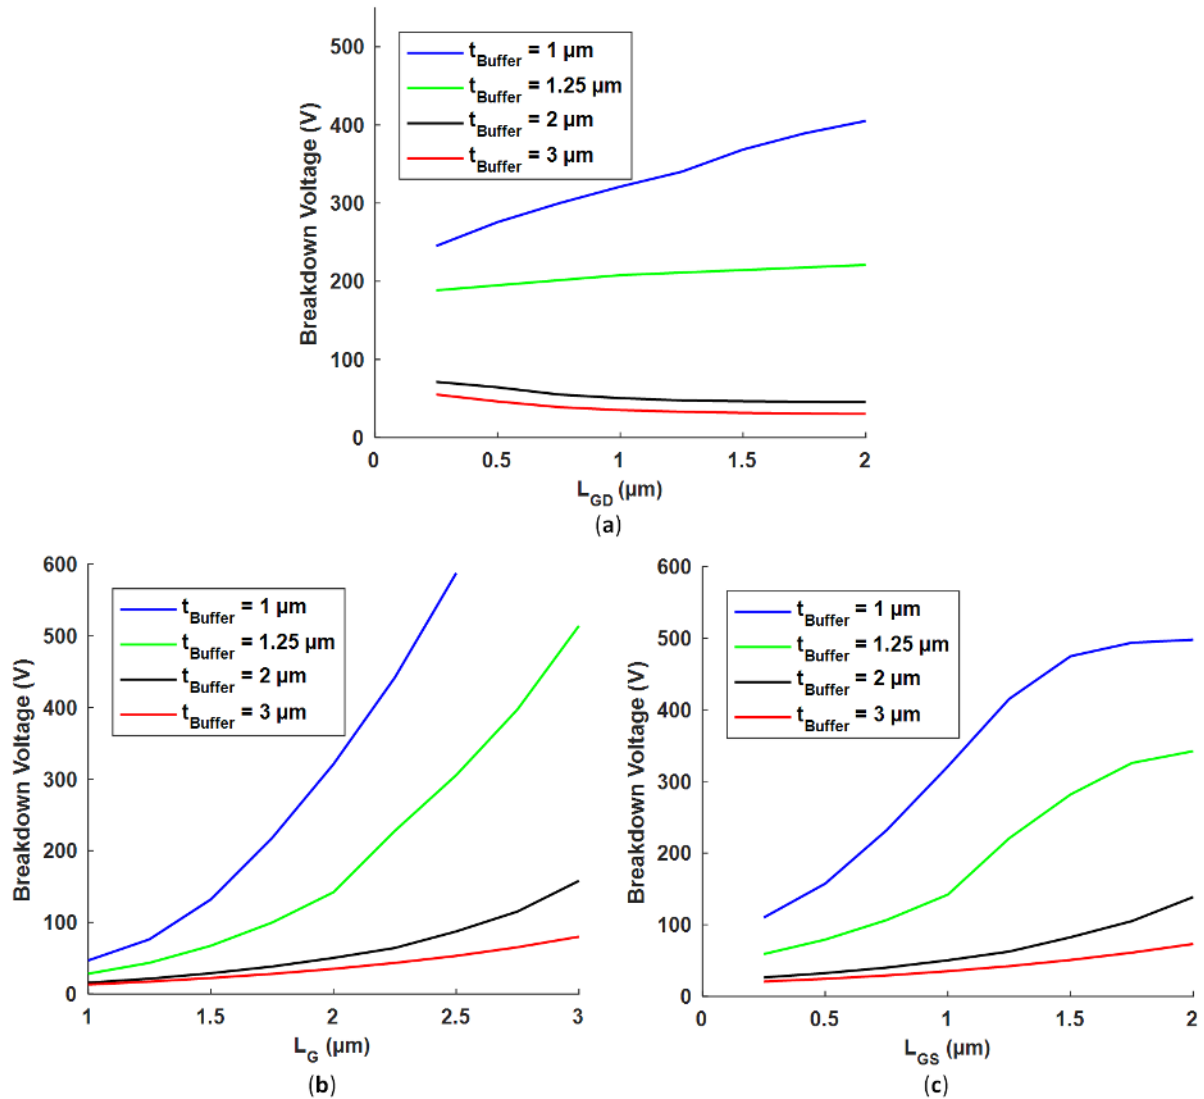 500
400
300
200
100
0
Breakdown Voltage (V)
t_Buffer = 1 µm
t_Buffer = 1.25 µm
t_Buffer = 2 µm
t_Buffer = 3 µm
0 0.5 1 1.5 2
L_GD (µm)
(a)
600
500
400
300
200
100
0
Breakdown Voltage (V)
t_Buffer = 1 µm
t_Buffer = 1.25 µm
t_Buffer = 2 µm
t_Buffer = 3 µm
1 1.5 2 2.5 3
L_G (µm)
(b)
600
500
400
300
200
100
0
Breakdown Voltage (V)
t_Buffer = 1 µm
t_Buffer = 1.25 µm
t_Buffer = 2 µm
t_Buffer = 3 µm
0 0.5 1 1.5 2
L_GS (µm)
(c)